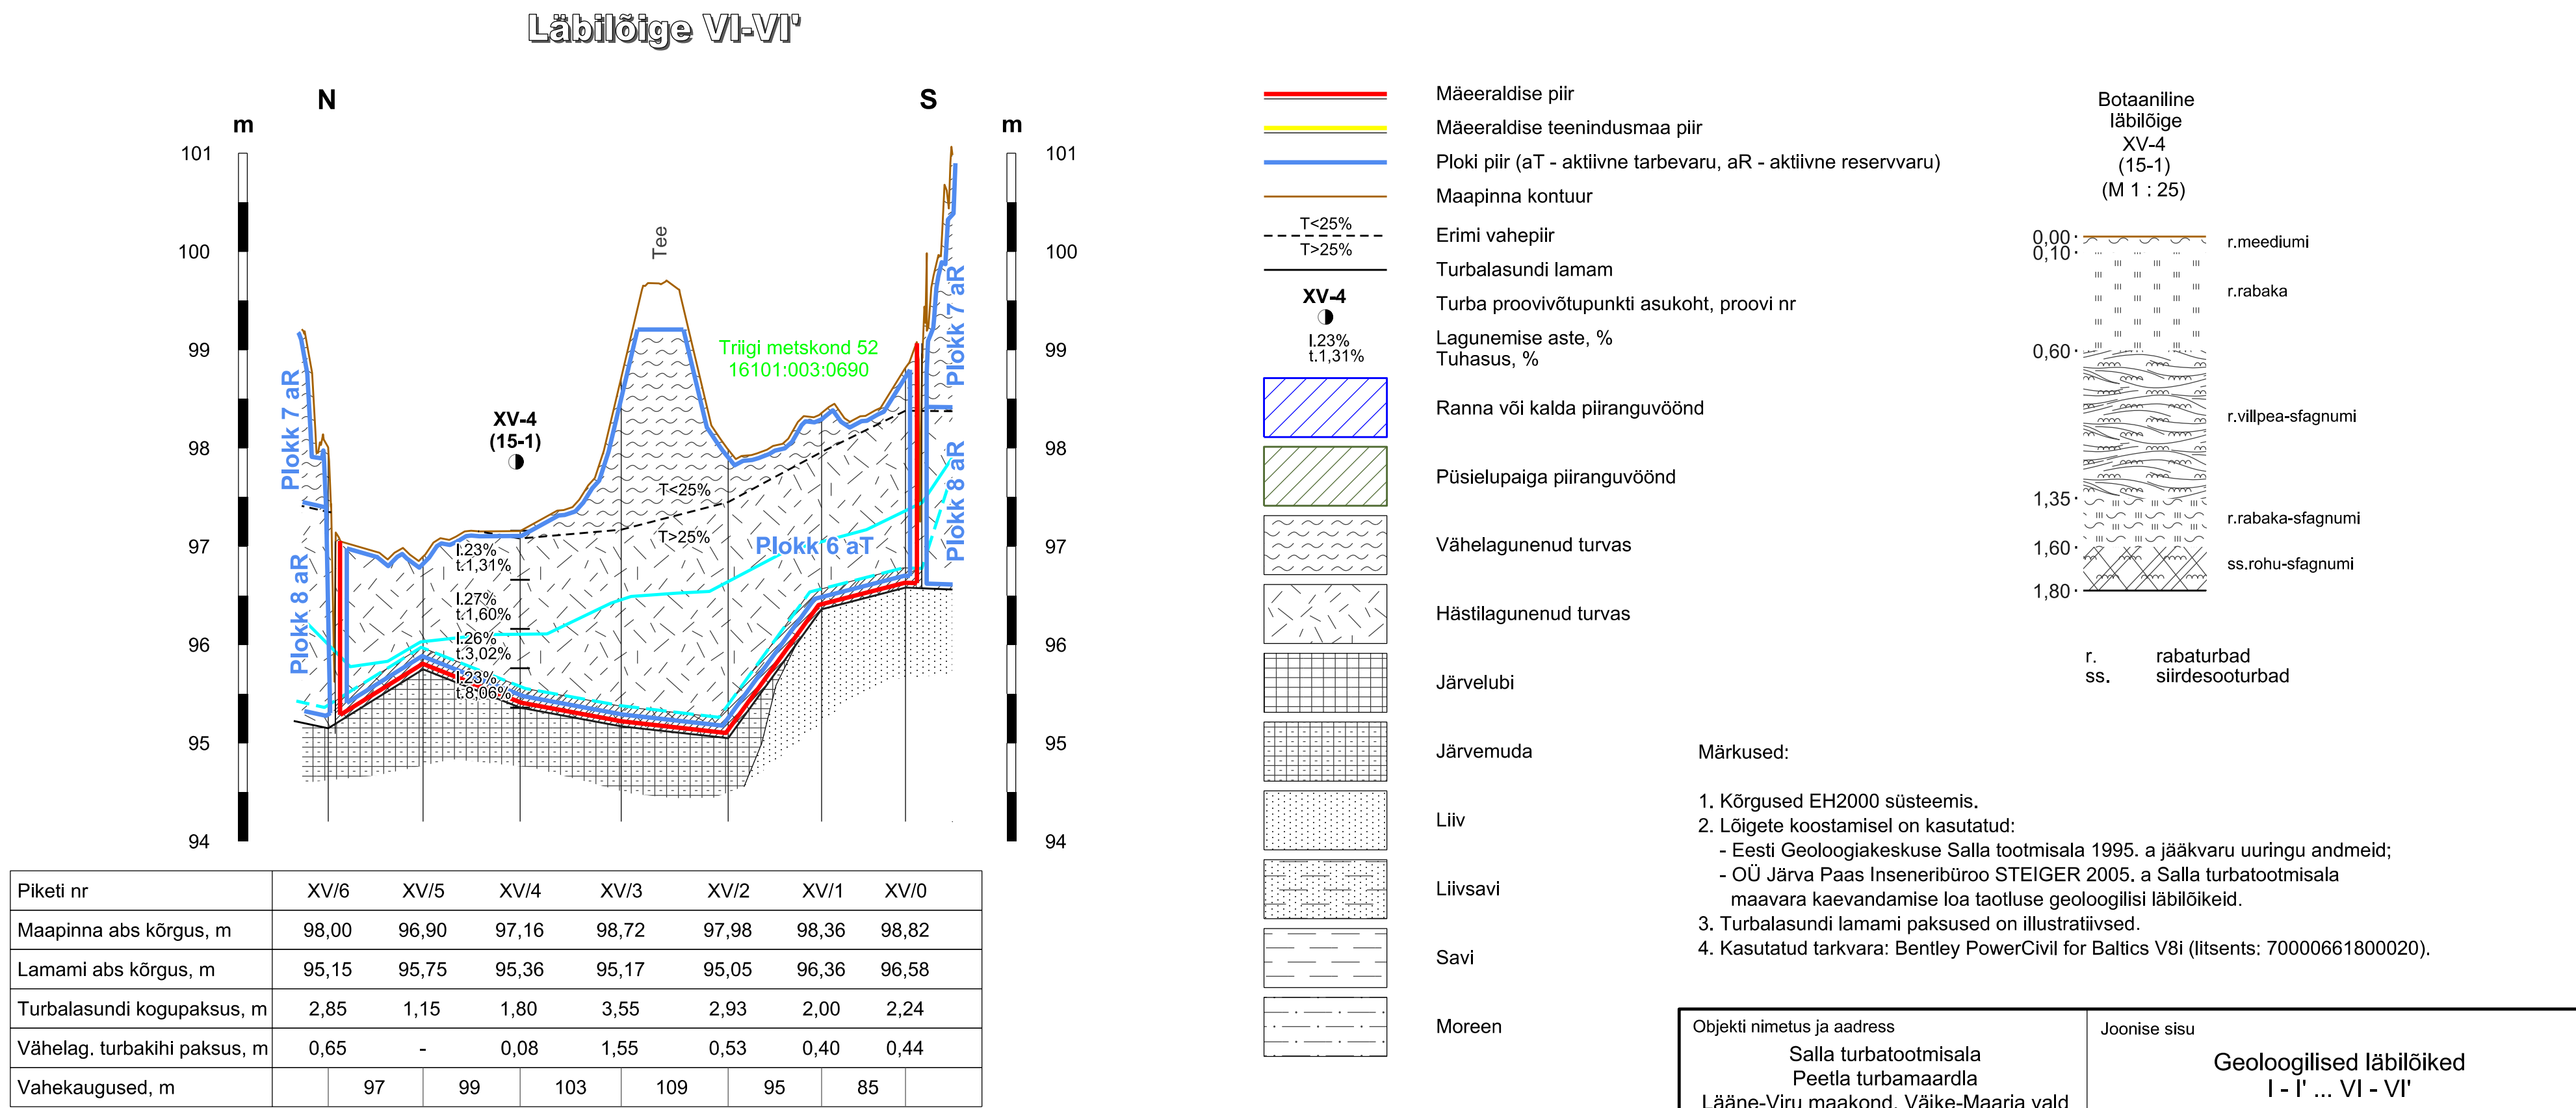 Läbilõige VI-VI'
N
S
m
m
101
101
100
100
99
99
98
98
97
97
96
96
95
95
94
94
Tee
Triigi metskond 52
16101:003:0690
XV-4
(15-1)
Plokk 7 aR
Plokk 8 aR
Plokk 7 aR
Plokk 8 aR
Plokk 6 aT
T<25%
T>25%
l.23%
t.1,31%
l.27%
t.1,60%
l.26%
t.3,02%
l.23%
t.8,06%
Piketi nr XV/6 XV/5 XV/4 XV/3 XV/2 XV/1 XV/0
Maapinna abs kõrgus, m 98,00 96,90 97,16 98,72 97,98 98,36 98,82
Lamami abs kõrgus, m 95,15 95,75 95,36 95,17 95,05 96,36 96,58
Turbalasundi kogupaksus, m 2,85 1,15 1,80 3,55 2,93 2,00 2,24
Vähelag. turbakihi paksus, m 0,65 - 0,08 1,55 0,53 0,40 0,44
Vahekaugused, m 97 99 103 109 95 85
Mäeeraldise piir
Mäeeraldise teenindusmaa piir
Ploki piir (aT - aktiivne tarbevaru, aR - aktiivne reservvaru)
Maapinna kontuur
T<25%
T>25%
Erimi vahepiir
Turbalasundi lamam
XV-4
Turba proovivõtupunkti asukoht, proovi nr
l.23%
t.1,31%
Lagunemise aste, %
Tuhasus, %
Ranna või kalda piiranguvöönd
Püsielupaiga piiranguvöönd
Vähelagunenud turvas
Hästilagunenud turvas
Järvelubi
Järvemuda
Liiv
Liivsavi
Savi
Moreen
Botaaniline
läbilõige
XV-4
(15-1)
(M 1 : 25)
0,00
0,10
0,60
1,35
1,60
1,80
r.meediumi
r.rabaka
r.villpea-sfagnumi
r.rabaka-sfagnumi
ss.rohu-sfagnumi
r. rabaturbad
ss. siirdesooturbad
Märkused:
1. Kõrgused EH2000 süsteemis.
2. Lõigete koostamisel on kasutatud:
- Eesti Geoloogiakeskuse Salla tootmisala 1995. a jääkvaru uuringu andmeid;
- OÜ Järva Paas Inseneribüroo STEIGER 2005. a Salla turbatootmisala
maavara kaevandamise loa taotluse geoloogilisi läbilõikeid.
3. Turbalasundi lamami paksused on illustratiivsed.
4. Kasutatud tarkvara: Bentley PowerCivil for Baltics V8i (litsents: 70000661800020).
Objekti nimetus ja aadress
Salla turbatootmisala
Peetla turbamaardla
Lääne-Viru maakond, Väike-Maarja vald
Joonise sisu
Geoloogilised läbilõiked
I - I' ... VI - VI'